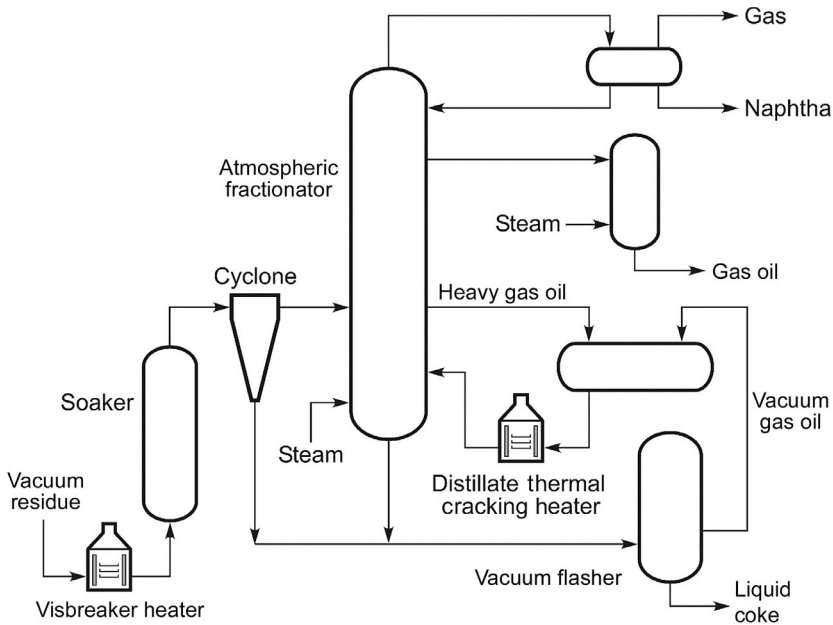 Gas
Naphtha
Atmospheric
fractionator
Steam
Gas oil
Cyclone
Heavy gas oil
Soaker
Vacuum
gas oil
Steam
Vacuum
residue
Distillate thermal
cracking heater
Vacuum flasher
Visbreaker heater
Liquid
coke